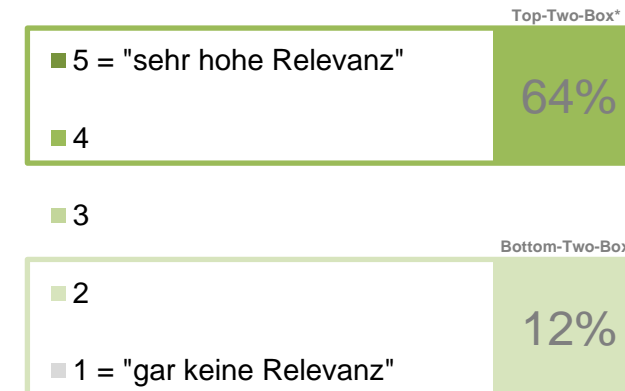 Top-Two-Box*
5 = "sehr hohe Relevanz"
64%
4
3
Bottom-Two-Box
2
12%
1 = "gar keine Relevanz"